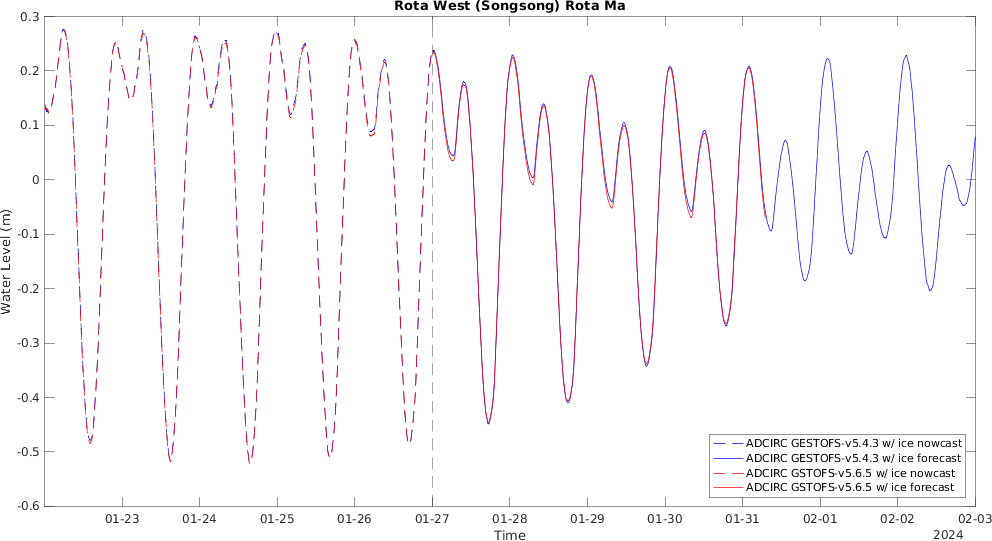 Rota West (Songsong) Rota Ma
0.3
0.2
0.1
0
-0.1
-0.2
-0.3
-0.4
-0.5
-0.6
Water Level (m)
ADCIRC GESTOFS-v5.4.3 w/ ice nowcast
ADCIRC GESTOFS-v5.4.3 w/ ice forecast
ADCIRC GSTOFS-v5.6.5 w/ ice nowcast
ADCIRC GSTOFS-v5.6.5 w/ ice forecast
01-23 01-24 01-25 01-26 01-27 01-28 01-29 01-30 01-31 02-01 02-02 02-03
Time
2024